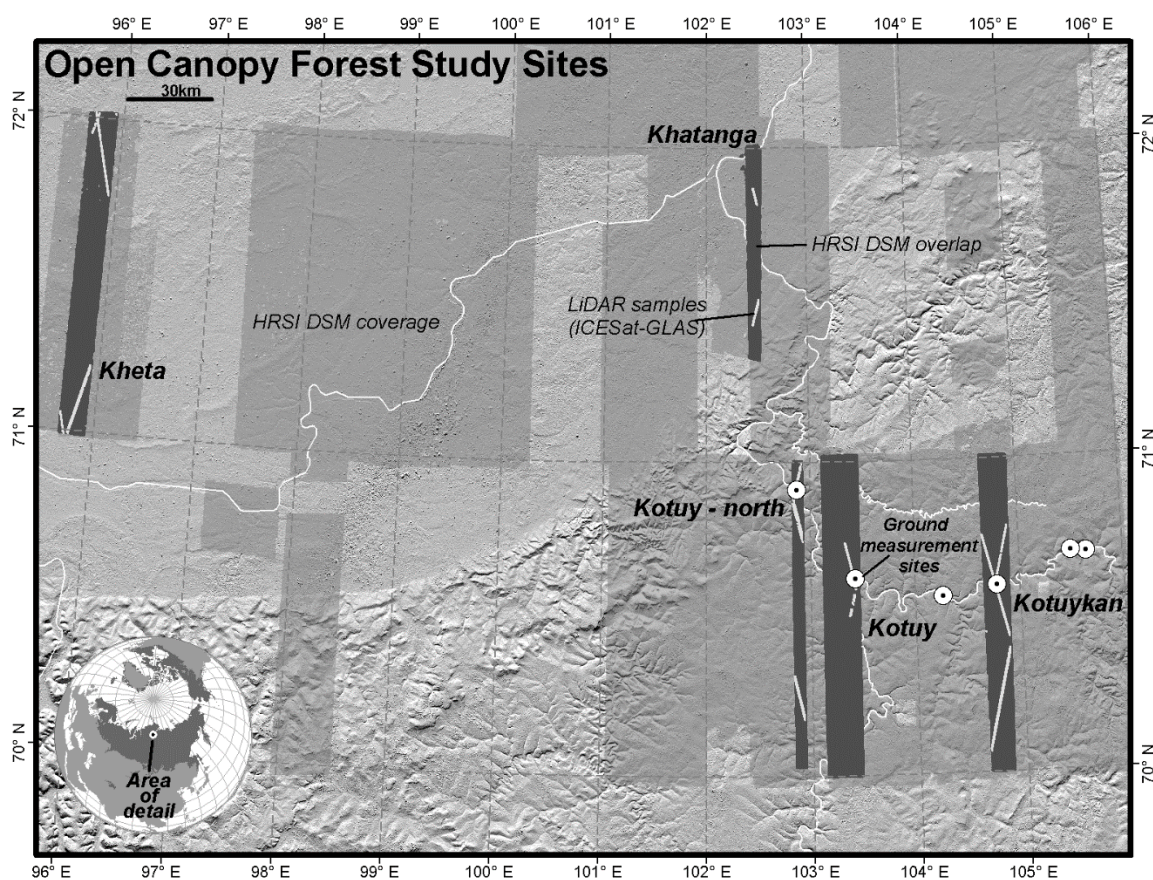 96° E 97° E 98° E 99° E 100° E 101° E 102° E 103° E 104° E 105° E 106° E
Open Canopy Forest Study Sites
30km
72° N
72° N
Khatanga
HRSI DSM overlap
LiDAR samples
(ICESat-GLAS)
HRSI DSM coverage
Kheta
71° N
71° N
Kotuy - north
Ground
measurement
sites
Kotuykan
Kotuy
70° N
70° N
Area
of
detail
96° E 97° E 98° E 99° E 100° E 101° E 102° E 103° E 104° E 105° E